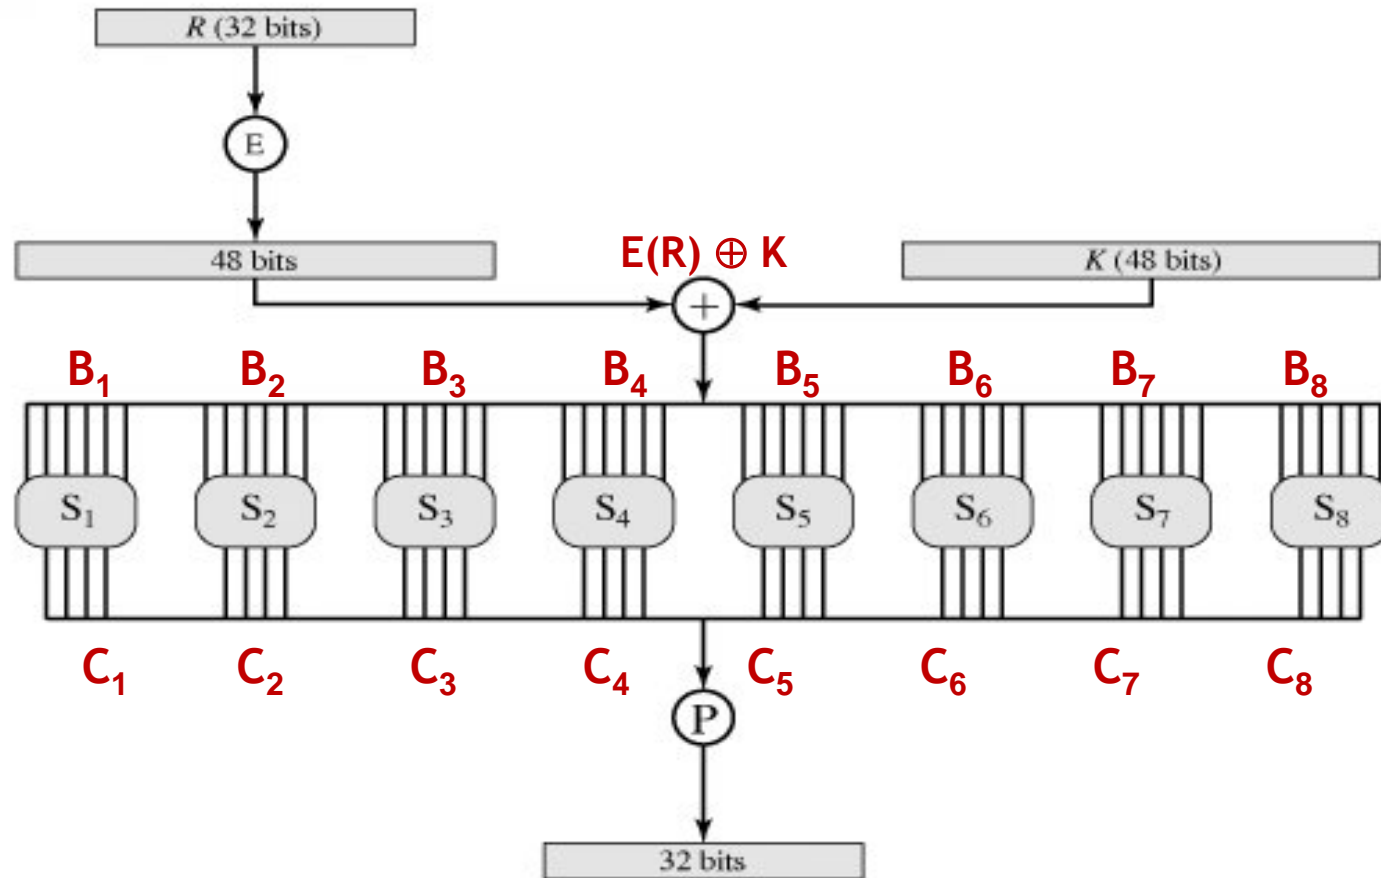 R (32 bits)
E
48 bits
E(R) ⊕ K
K (48 bits)
+
B₁ B₂ B₃ B₄ B₅ B₆ B₇ B₈
S₁ S₂ S₃ S₄ S₅ S₆ S₇ S₈
C₁ C₂ C₃ C₄ C₅ C₆ C₇ C₈
P
32 bits